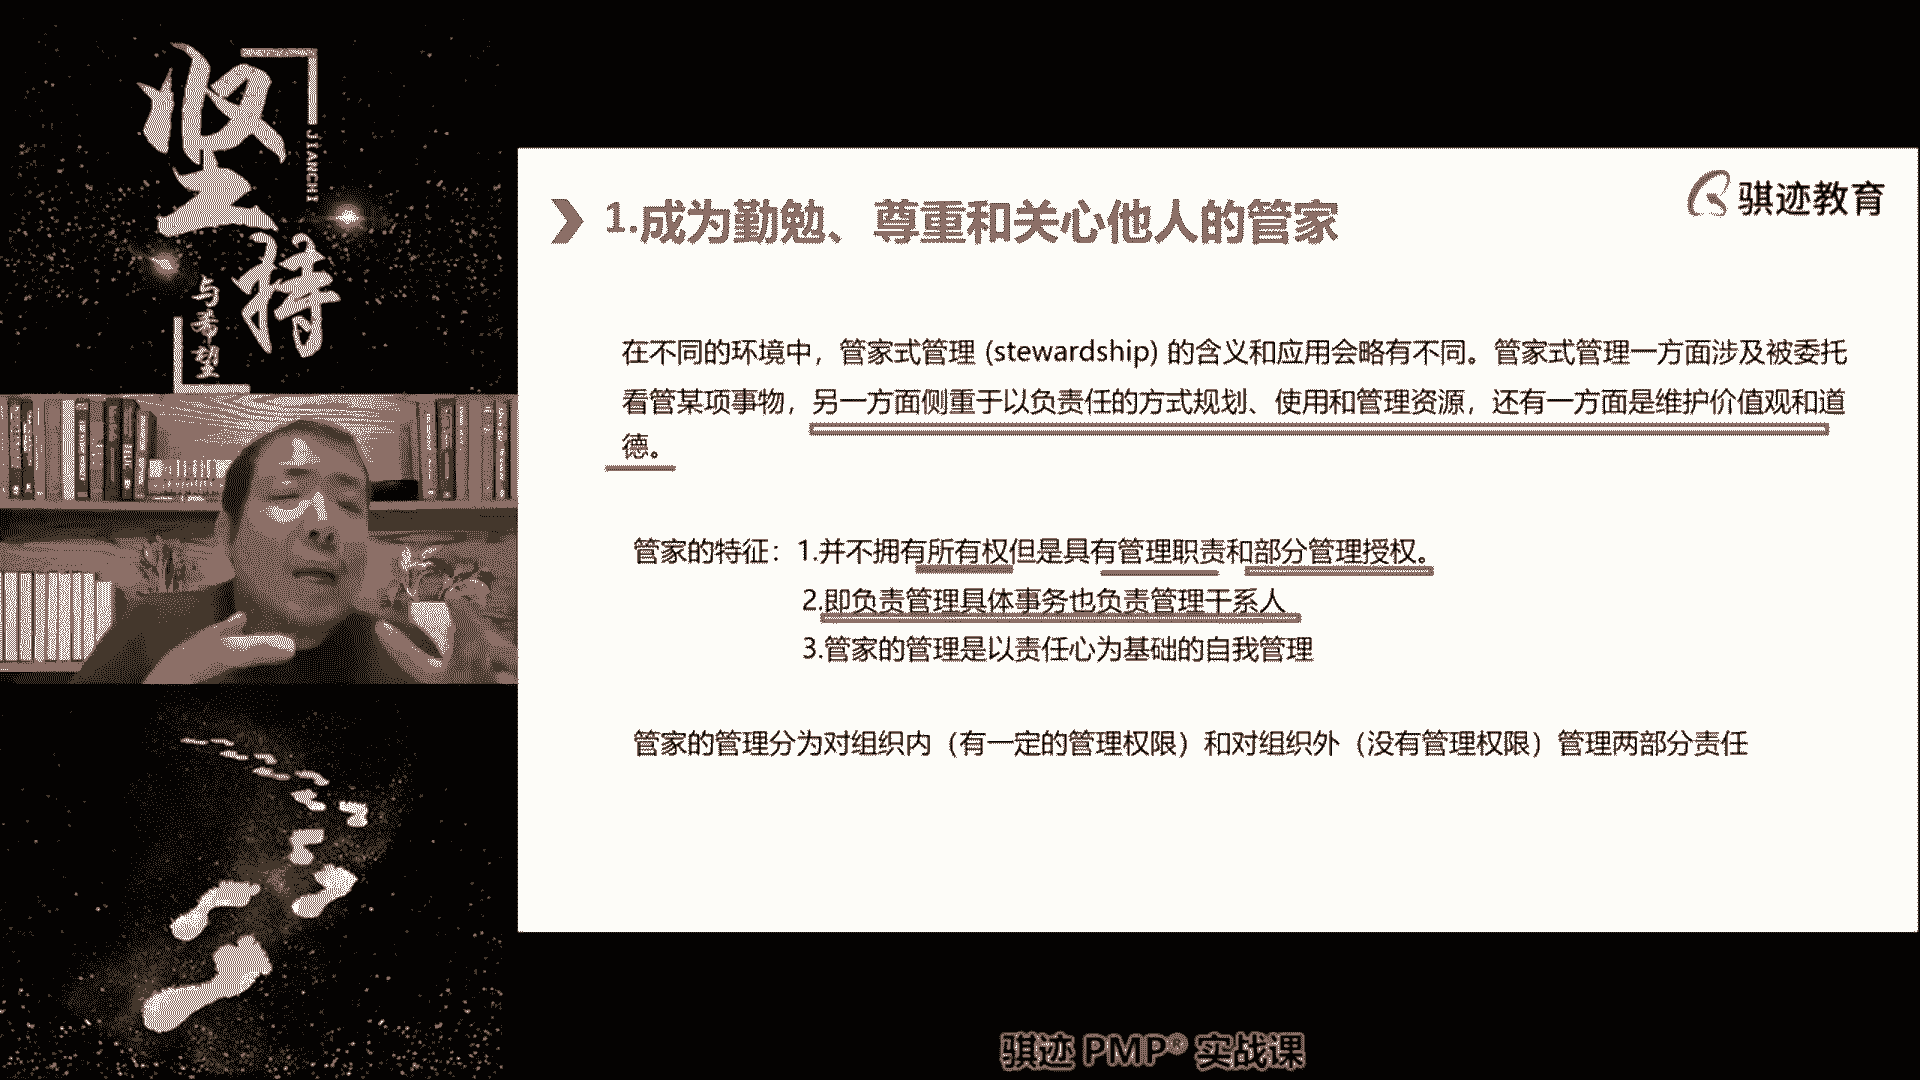 坚持
JIANCHI
与希望
骐迹教育
1.成为勤勉、尊重和关心他人的管家
在不同的环境中，管家式管理 (stewardship) 的含义和应用会略有不同。管家式管理一方面涉及被委托
看管某项事物，另一方面侧重于以负责任的方式规划、使用和管理资源，还有一方面是维护价值观和道
德。
管家的特征：1.并不拥有所有权但是具有管理职责和部分管理授权。
2.即负责管理具体事务也负责管理干系人
3.管家的管理是以责任心为基础的自我管理
管家的管理分为对组织内（有一定的管理权限）和对组织外（没有管理权限）管理两部分责任
骐迹 PMP® 实战课